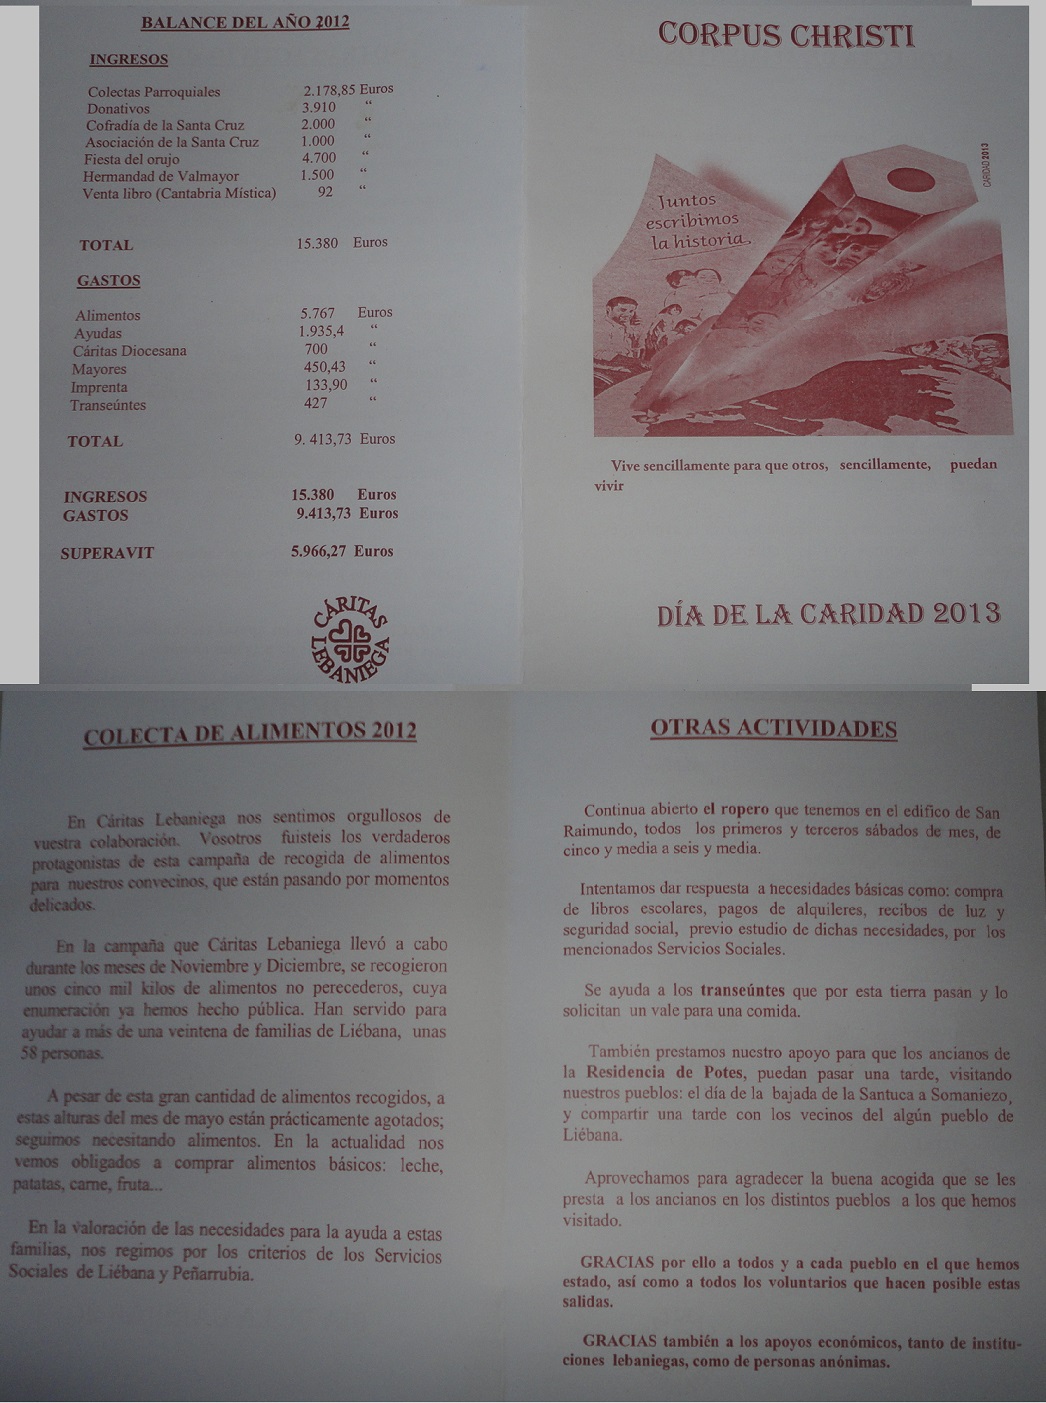 BALANCE DEL AÑO 2012
INGRESOS
Colectas Parroquiales 2.178,85 Euros
Donativos 3.910 “
Cofradía de la Santa Cruz 2.000 “
Asociación de la Santa Cruz 1.000 “
Fiesta del orujo 4.700 “
Hermandad de Valmayor 1.500 “
Venta libro (Cantabria Mística) 92 “
TOTAL 15.380 Euros
GASTOS
Alimentos 5.767 Euros
Ayudas 1.935,4 “
Cáritas Diocesana 700 “
Mayores 450,43 “
Imprenta 133,90 “
Transeúntes 427 “
TOTAL 9. 413,73 Euros
INGRESOS 15.380 Euros
GASTOS 9.413,73 Euros
SUPERAVIT 5.966,27 Euros
CÁRITAS
LEBANIEGA
CORPUS CHRISTI
CARIDAD 2013
Juntos
escribimos
la historia.
Vive sencillamente para que otros, sencillamente, puedan
vivir
DÍA DE LA CARIDAD 2013
COLECTA DE ALIMENTOS 2012
En Cáritas Lebaniega nos sentimos orgullosos de
vuestra colaboración. Vosotros fuisteis los verdaderos
protagonistas de esta campaña de recogida de alimentos
para nuestros convecinos, que están pasando por momentos
delicados.
En la campaña que Cáritas Lebaniega llevó a cabo
durante los meses de Noviembre y Diciembre, se recogieron
unos cinco mil kilos de alimentos no perecederos, cuya
enumeración ya hemos hecho pública. Han servido para
ayudar a más de una veintena de familias de Liébana, unas
58 personas.
A pesar de esta gran cantidad de alimentos recogidos, a
estas alturas del mes de mayo están prácticamente agotados;
seguimos necesitando alimentos. En la actualidad nos
vemos obligados a comprar alimentos básicos: leche,
patatas, carne, fruta...
En la valoración de las necesidades para la ayuda a estas
familias, nos regimos por los criterios de los Servicios
Sociales de Liébana y Peñarrubia.
OTRAS ACTIVIDADES
Continua abierto el ropero que tenemos en el edifico de San
Raimundo, todos los primeros y terceros sábados de mes, de
cinco y media a seis y media.
Intentamos dar respuesta a necesidades básicas como: compra
de libros escolares, pagos de alquileres, recibos de luz y
seguridad social, previo estudio de dichas necesidades, por los
mencionados Servicios Sociales.
Se ayuda a los transeúntes que por esta tierra pasan y lo
solicitan un vale para una comida.
También prestamos nuestro apoyo para que los ancianos de
la Residencia de Potes, puedan pasar una tarde, visitando
nuestros pueblos: el día de la bajada de la Santuca a Somaniezo,
y compartir una tarde con los vecinos del algún pueblo de
Liébana.
Aprovechamos para agradecer la buena acogida que se les
presta a los ancianos en los distintos pueblos a los que hemos
visitado.
GRACIAS por ello a todos y a cada pueblo en el que hemos
estado, así como a todos los voluntarios que hacen posible estas
salidas.
GRACIAS también a los apoyos económicos, tanto de institu-
ciones lebaniegas, como de personas anónimas.